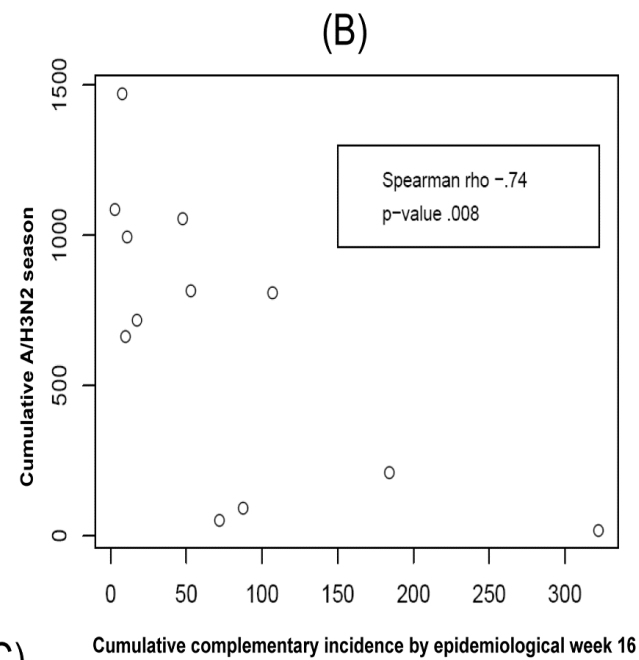 (B)
Cumulative A/H3N2 season
1500
1000
500
0
Spearman rho −.74
p−value .008
0 50 100 150 200 250 300
Cumulative complementary incidence by epidemiological week 16